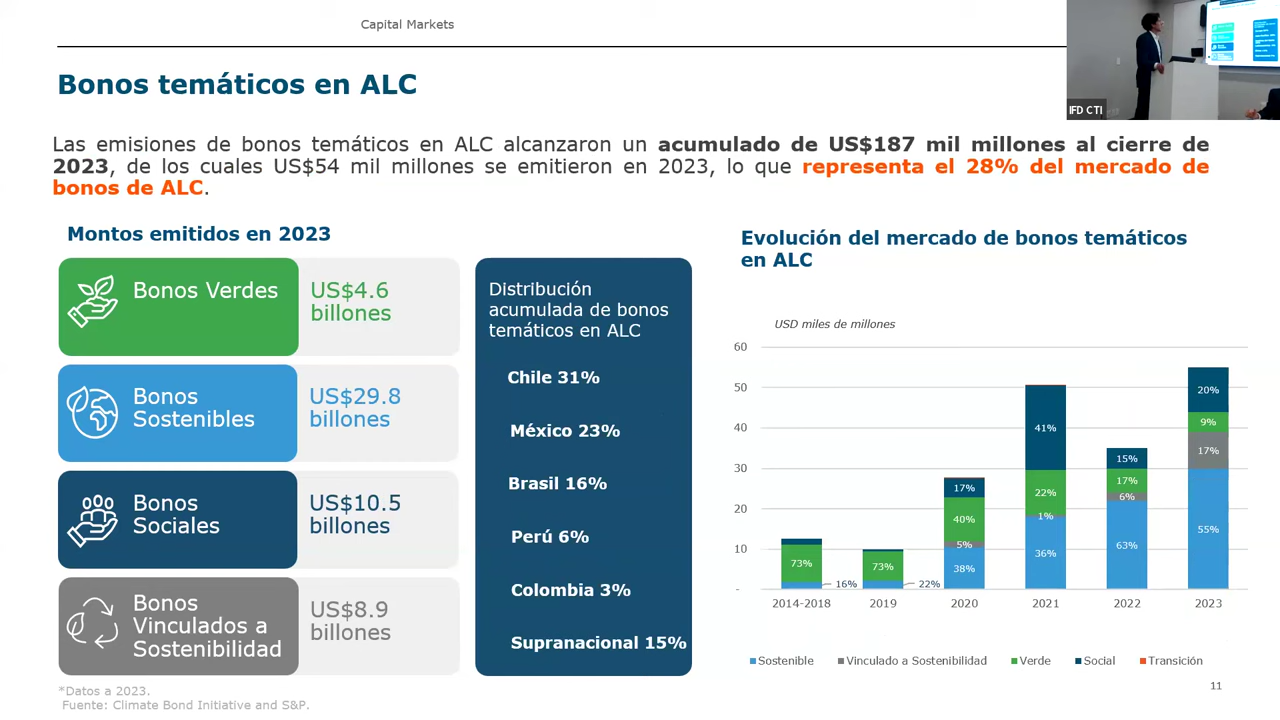 Capital Markets
IFD CTI
Bonos temáticos en ALC
Las emisiones de bonos temáticos en ALC alcanzaron un acumulado de US$187 mil millones al cierre de
2023, de los cuales US$54 mil millones se emitieron en 2023, lo que representa el 28% del mercado de
bonos de ALC.
Montos emitidos en 2023
Bonos Verdes
US$4.6
billones
Bonos
Sostenibles
US$29.8
billones
Bonos
Sociales
US$10.5
billones
Bonos
Vinculados a
Sostenibilidad
US$8.9
billones
Distribución
acumulada de bonos
temáticos en ALC
Chile 31%
México 23%
Brasil 16%
Perú 6%
Colombia 3%
Supranacional 15%
Evolución del mercado de bonos temáticos
en ALC
USD miles de millones
60
50
40
30
20
10
-
73%
16%
73%
22%
17%
40%
5%
38%
41%
22%
1%
36%
15%
17%
6%
63%
20%
9%
17%
55%
2014-2018
2019
2020
2021
2022
2023
Sostenible
Vinculado a Sostenibilidad
Verde
Social
Transición
*Datos a 2023.
Fuente: Climate Bond Initiative and S&P.
11